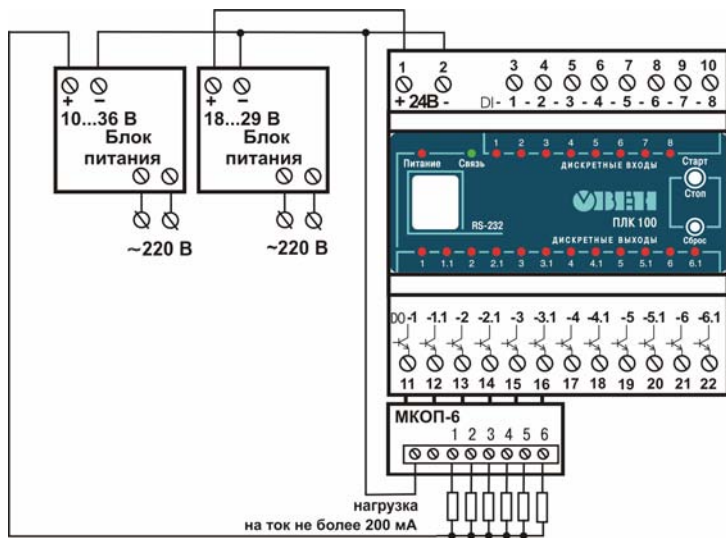 + -
10...36 В
Блок
питания
~220 В
+ -
18...29 В
Блок
питания
~220 В
1 2 3 4 5 6 7 8 9 10
+ 24В - DI - 1 - 2 - 3 - 4 - 5 - 6 - 7 - 8
Питание Связь 1 2 3 4 5 6 7 8
ДИСКРЕТНЫЕ ВХОДЫ
Старт
Стоп
ОВЕН
ПЛК 100
RS-232
ДИСКРЕТНЫЕ ВЫХОДЫ
Сброс
1 1.1 2 2.1 3 3.1 4 4.1 5 5.1 6 6.1
DO -1 -1.1 -2 -2.1 -3 -3.1 -4 -4.1 -5 -5.1 -6 -6.1
11 12 13 14 15 16 17 18 19 20 21 22
МКОП-6
1 2 3 4 5 6
нагрузка
на ток не более 200 мА